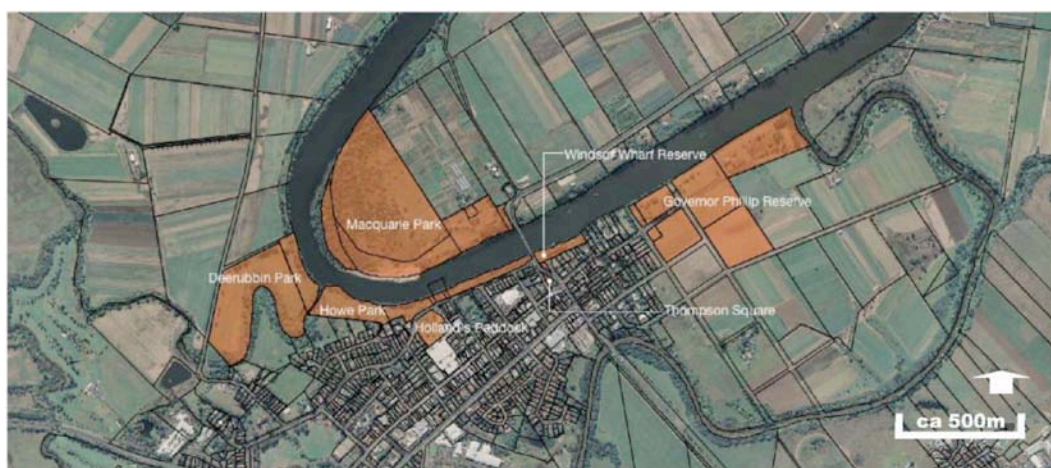 Windsor Wharf Reserve
Governor Phillip Reserve
Macquarie Park
Deerubbin Park
Howe Park
Thompson Square
Holland's Paddock
ca 500m